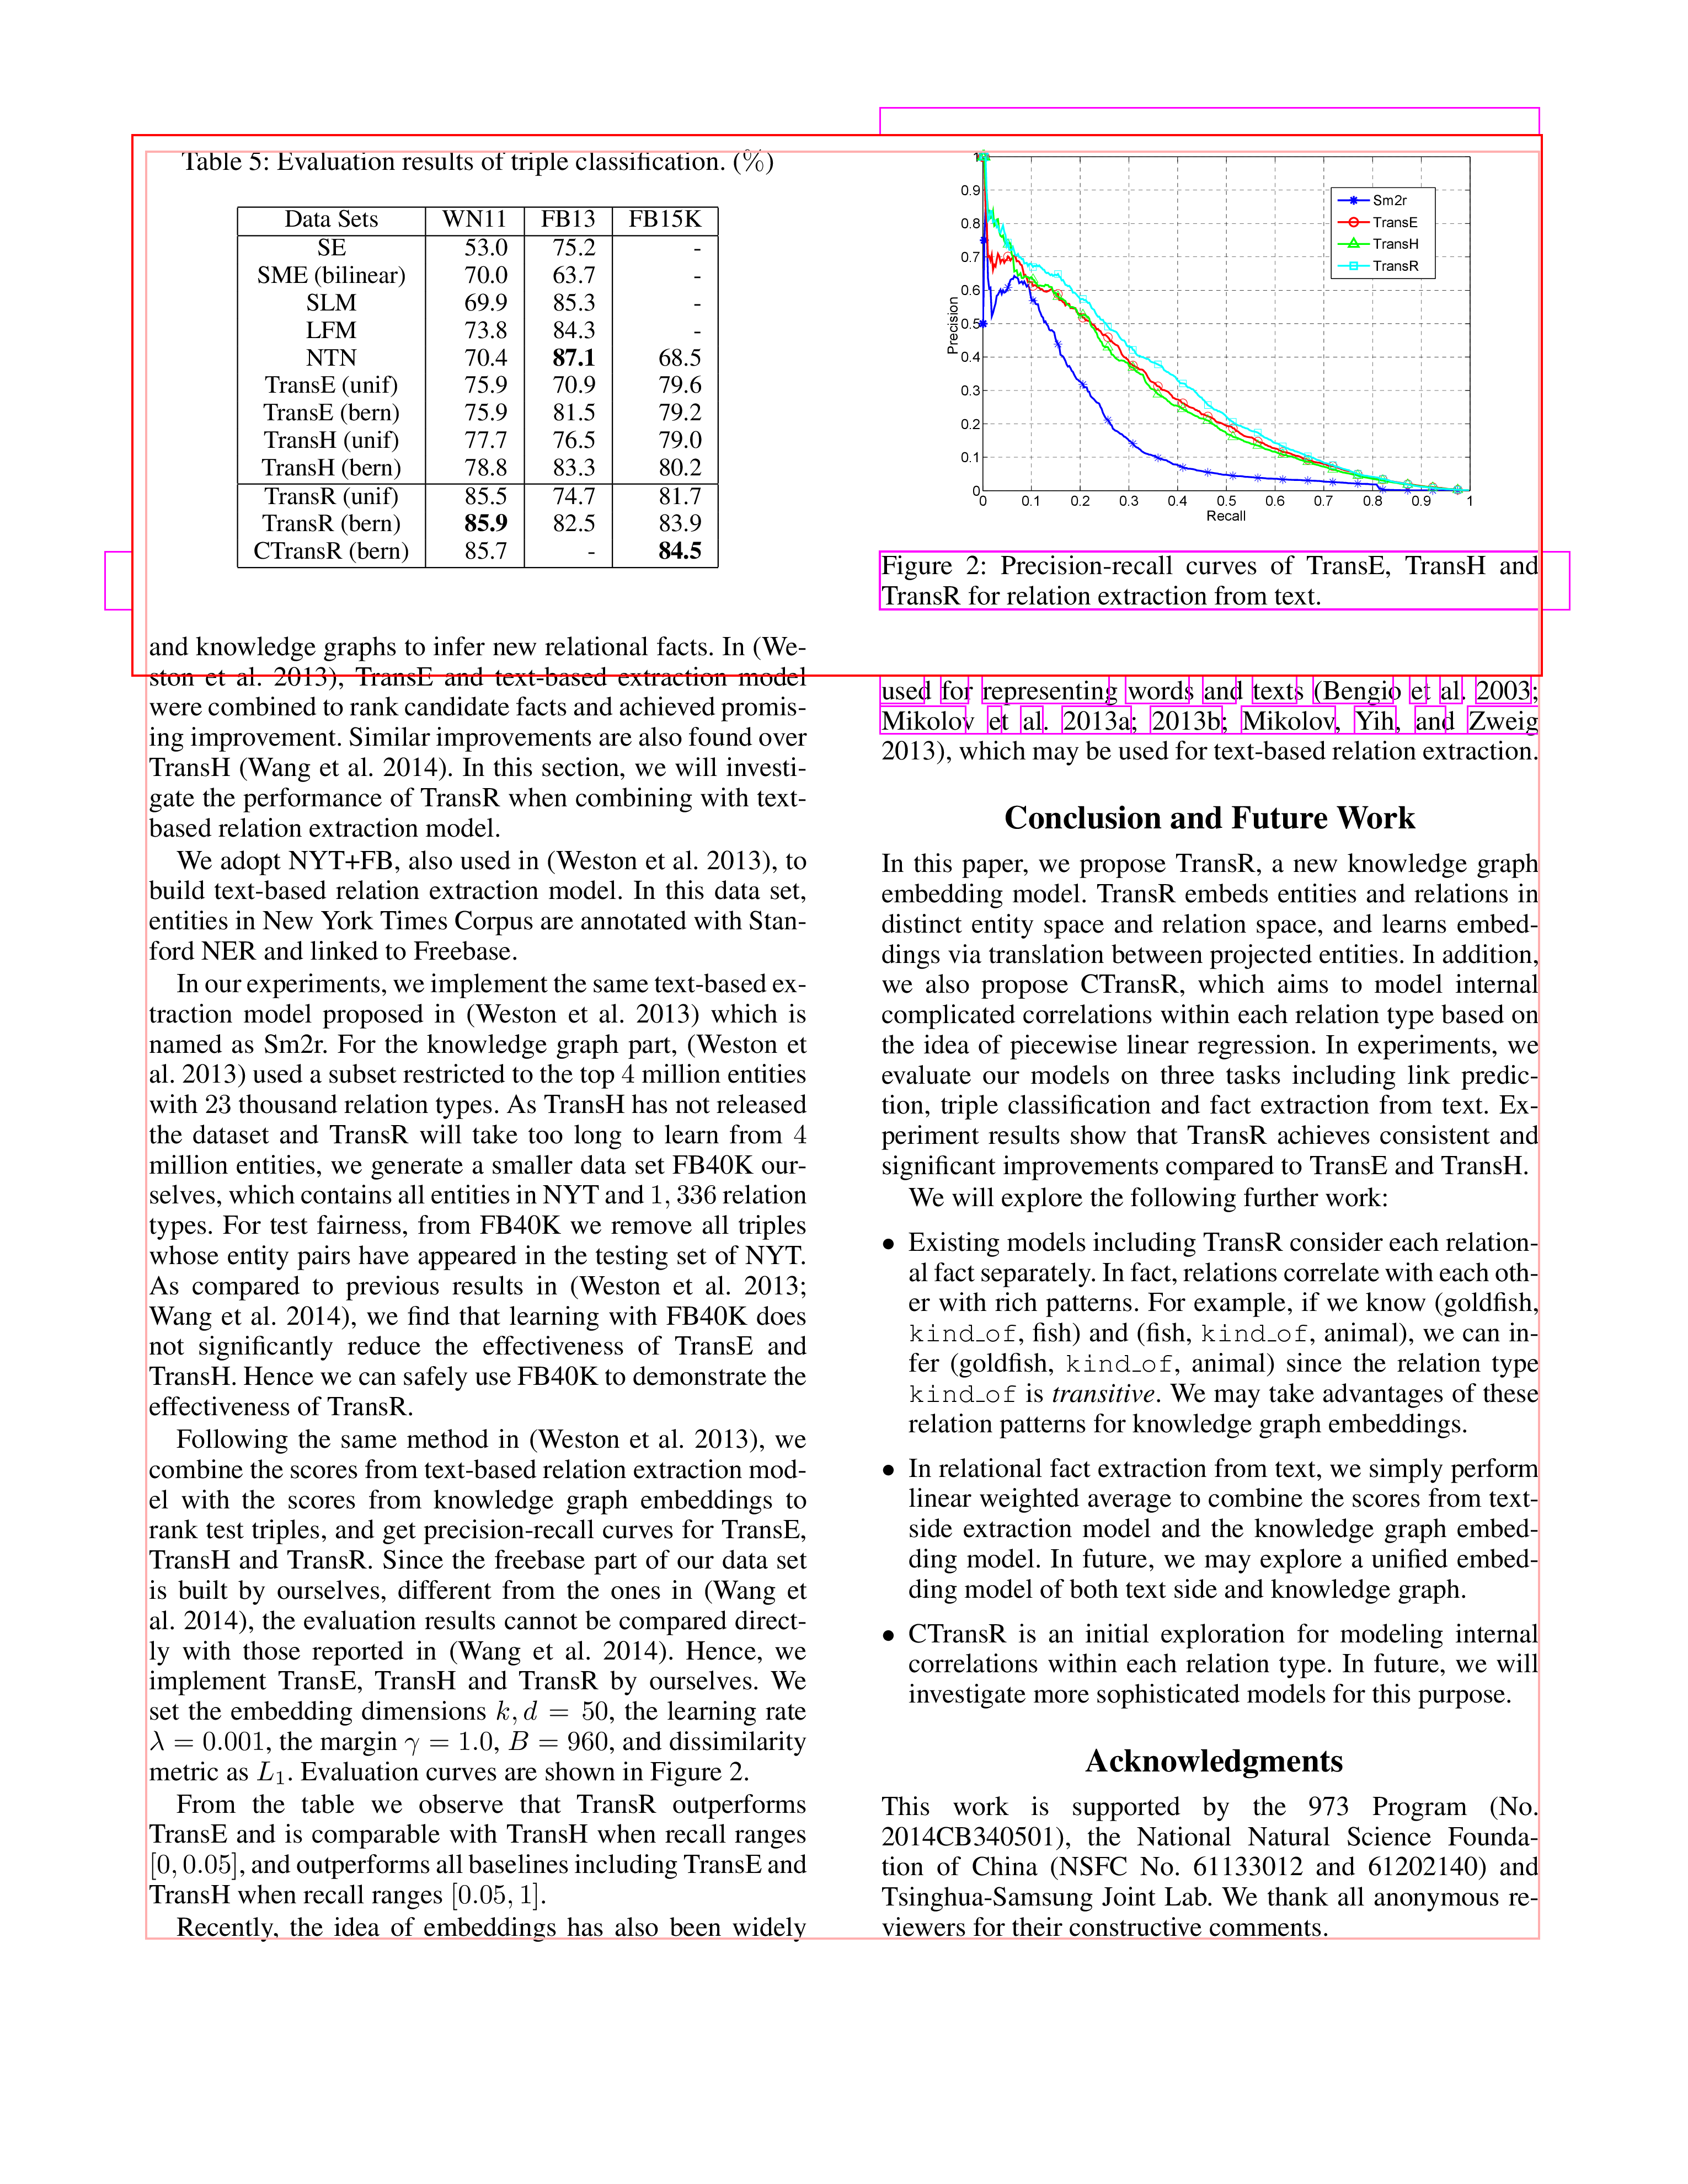 Table 5: Evaluation results of triple classification. (%)
Data Sets WN11 FB13 FB15K
SE 53.0 75.2 -
SME (bilinear) 70.0 63.7 -
SLM 69.9 85.3 -
LFM 73.8 84.3 -
NTN 70.4 87.1 68.5
TransE (unif) 75.9 70.9 79.6
TransE (bern) 75.9 81.5 79.2
TransH (unif) 77.7 76.5 79.0
TransH (bern) 78.8 83.3 80.2
TransR (unif) 85.5 74.7 81.7
TransR (bern) 85.9 82.5 83.9
CTransR (bern) 85.7 - 84.5
and knowledge graphs to infer new relational facts. In (We-
ston et al. 2013), TransE and text-based extraction model
were combined to rank candidate facts and achieved promis-
ing improvement. Similar improvements are also found over
TransH (Wang et al. 2014). In this section, we will investi-
gate the performance of TransR when combining with text-
based relation extraction model.
We adopt NYT+FB, also used in (Weston et al. 2013), to
build text-based relation extraction model. In this data set,
entities in New York Times Corpus are annotated with Stan-
ford NER and linked to Freebase.
In our experiments, we implement the same text-based ex-
traction model proposed in (Weston et al. 2013) which is
named as Sm2r. For the knowledge graph part, (Weston et
al. 2013) used a subset restricted to the top 4 million entities
with 23 thousand relation types. As TransH has not released
the dataset and TransR will take too long to learn from 4
million entities, we generate a smaller data set FB40K our-
selves, which contains all entities in NYT and 1, 336 relation
types. For test fairness, from FB40K we remove all triples
whose entity pairs have appeared in the testing set of NYT.
As compared to previous results in (Weston et al. 2013;
Wang et al. 2014), we find that learning with FB40K does
not significantly reduce the effectiveness of TransE and
TransH. Hence we can safely use FB40K to demonstrate the
effectiveness of TransR.
Following the same method in (Weston et al. 2013), we
combine the scores from text-based relation extraction mod-
el with the scores from knowledge graph embeddings to
rank test triples, and get precision-recall curves for TransE,
TransH and TransR. Since the freebase part of our data set
is built by ourselves, different from the ones in (Wang et
al. 2014), the evaluation results cannot be compared direct-
ly with those reported in (Wang et al. 2014). Hence, we
implement TransE, TransH and TransR by ourselves. We
set the embedding dimensions k, d = 50, the learning rate
λ = 0.001, the margin γ = 1.0, B = 960, and dissimilarity
metric as L₁. Evaluation curves are shown in Figure 2.
From the table we observe that TransR outperforms
TransE and is comparable with TransH when recall ranges
[0, 0.05], and outperforms all baselines including TransE and
TransH when recall ranges [0.05, 1].
Recently, the idea of embeddings has also been widely
1
0.9
0.8
0.7
0.6
0.5
0.4
0.3
0.2
0.1
0
Precision
Sm2r
TransE
TransH
TransR
0 0.1 0.2 0.3 0.4 0.5 0.6 0.7 0.8 0.9 1
Recall
Figure 2: Precision-recall curves of TransE, TransH and
TransR for relation extraction from text.
used for representing words and texts (Bengio et al. 2003;
Mikolov et al. 2013a; 2013b; Mikolov, Yih, and Zweig
2013), which may be used for text-based relation extraction.
Conclusion and Future Work
In this paper, we propose TransR, a new knowledge graph
embedding model. TransR embeds entities and relations in
distinct entity space and relation space, and learns embed-
dings via translation between projected entities. In addition,
we also propose CTransR, which aims to model internal
complicated correlations within each relation type based on
the idea of piecewise linear regression. In experiments, we
evaluate our models on three tasks including link predic-
tion, triple classification and fact extraction from text. Ex-
periment results show that TransR achieves consistent and
significant improvements compared to TransE and TransH.
We will explore the following further work:
• Existing models including TransR consider each relation-
al fact separately. In fact, relations correlate with each oth-
er with rich patterns. For example, if we know (goldfish,
kind_of, fish) and (fish, kind_of, animal), we can in-
fer (goldfish, kind_of, animal) since the relation type
kind_of is transitive. We may take advantages of these
relation patterns for knowledge graph embeddings.
• In relational fact extraction from text, we simply perform
linear weighted average to combine the scores from text-
side extraction model and the knowledge graph embed-
ding model. In future, we may explore a unified embed-
ding model of both text side and knowledge graph.
• CTransR is an initial exploration for modeling internal
correlations within each relation type. In future, we will
investigate more sophisticated models for this purpose.
Acknowledgments
This work is supported by the 973 Program (No.
2014CB340501), the National Natural Science Founda-
tion of China (NSFC No. 61133012 and 61202140) and
Tsinghua-Samsung Joint Lab. We thank all anonymous re-
viewers for their constructive comments.